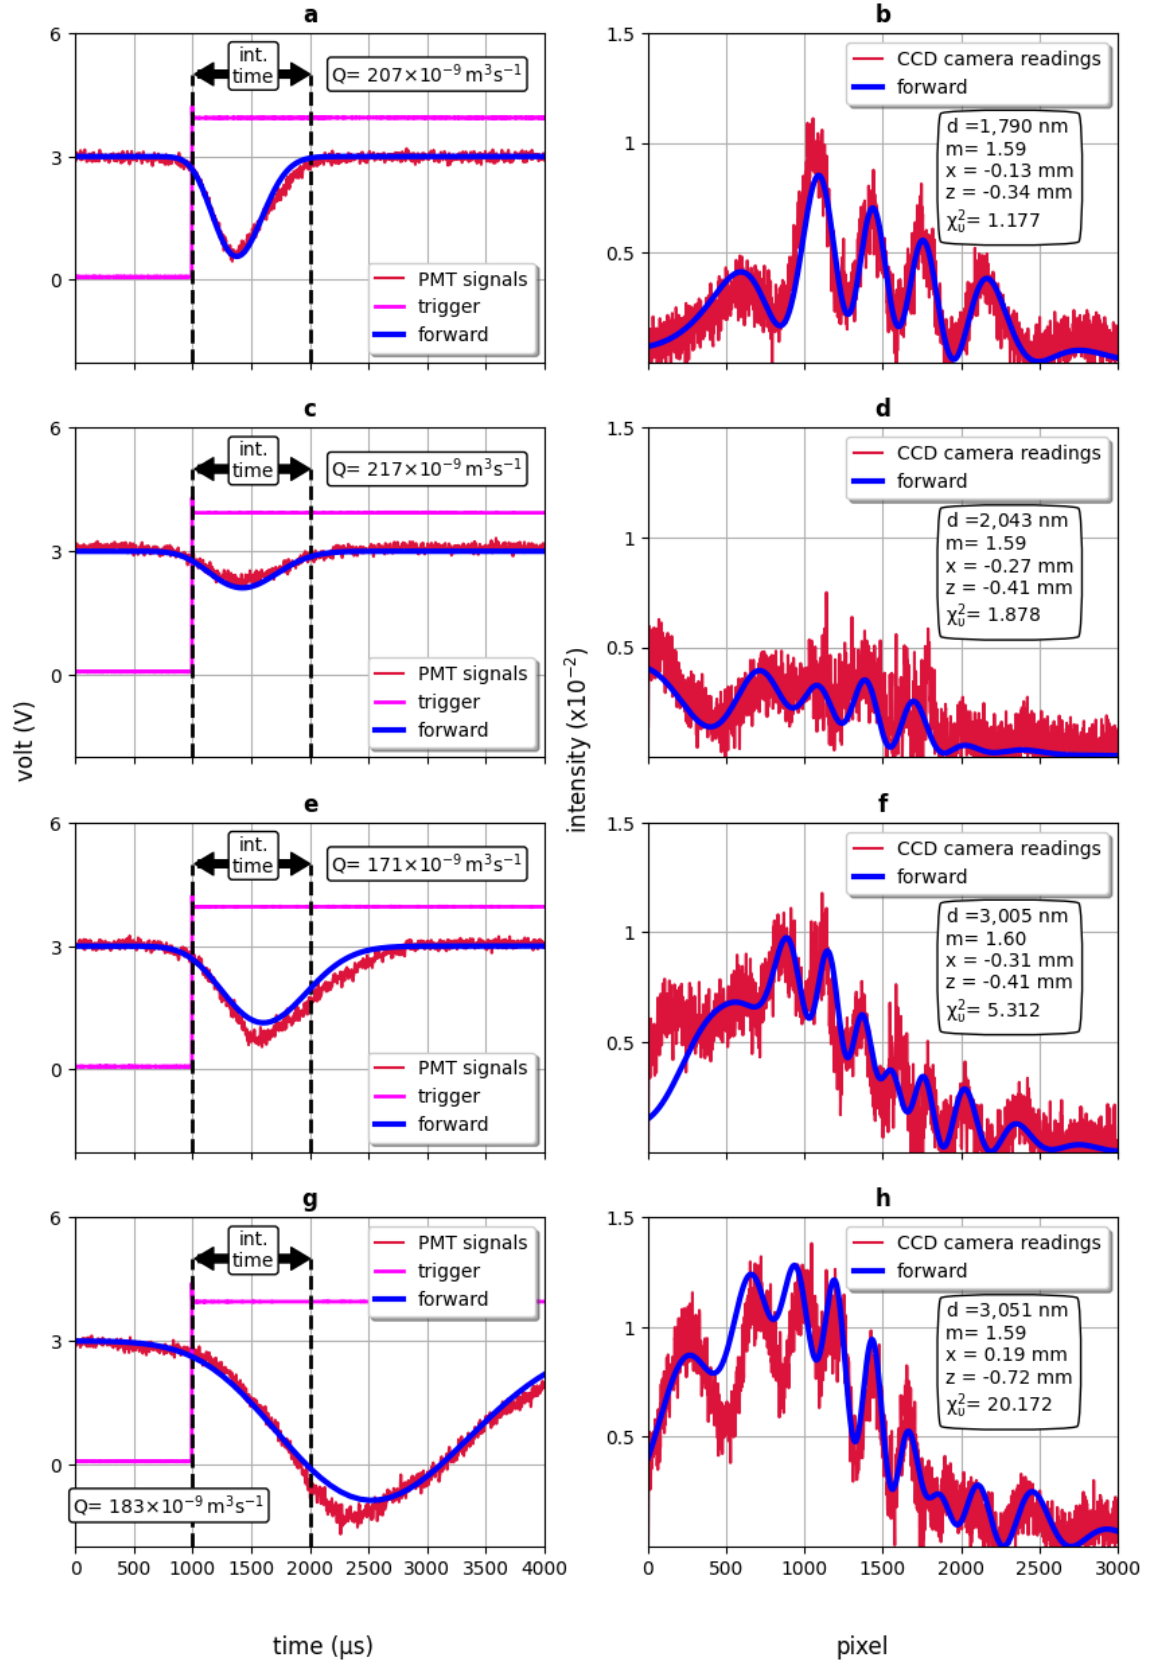 a
6
3
0
int.
time
Q= 207×10⁻⁹ m³s⁻¹
PMT signals
trigger
forward
b
1.5
1
0.5
CCD camera readings
forward
d =1,790 nm
m= 1.59
x = -0.13 mm
z = -0.34 mm
χ²ᵤ= 1.177
c
6
3
0
int.
time
Q= 217×10⁻⁹ m³s⁻¹
PMT signals
trigger
forward
d
1.5
1
0.5
CCD camera readings
forward
d =2,043 nm
m= 1.59
x = -0.27 mm
z = -0.41 mm
χ²ᵤ= 1.878
volt (V)
intensity (x10⁻²)
e
6
3
0
int.
time
Q= 171×10⁻⁹ m³s⁻¹
PMT signals
trigger
forward
f
1.5
1
0.5
CCD camera readings
forward
d =3,005 nm
m= 1.60
x = -0.31 mm
z = -0.41 mm
χ²ᵤ= 5.312
g
6
3
0
int.
time
PMT signals
trigger
forward
Q= 183×10⁻⁹ m³s⁻¹
0 500 1000 1500 2000 2500 3000 3500 4000
time (μs)
h
1.5
1
0.5
CCD camera readings
forward
d =3,051 nm
m= 1.59
x = 0.19 mm
z = -0.72 mm
χ²ᵤ= 20.172
0 500 1000 1500 2000 2500 3000
pixel